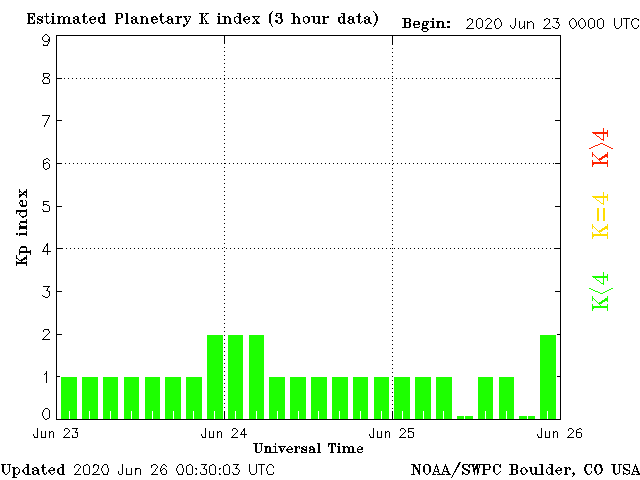 Estimated Planetary K index (3 hour data) Begin: 2020 Jun 23 0000 UTC
9
8
7
6
5
4
3
2
1
0
Kp index
K>4
K=4
K<4
Jun 23 Jun 24 Jun 25 Jun 26
Universal Time
Updated 2020 Jun 26 00:30:03 UTC NOAA/SWPC Boulder, CO USA